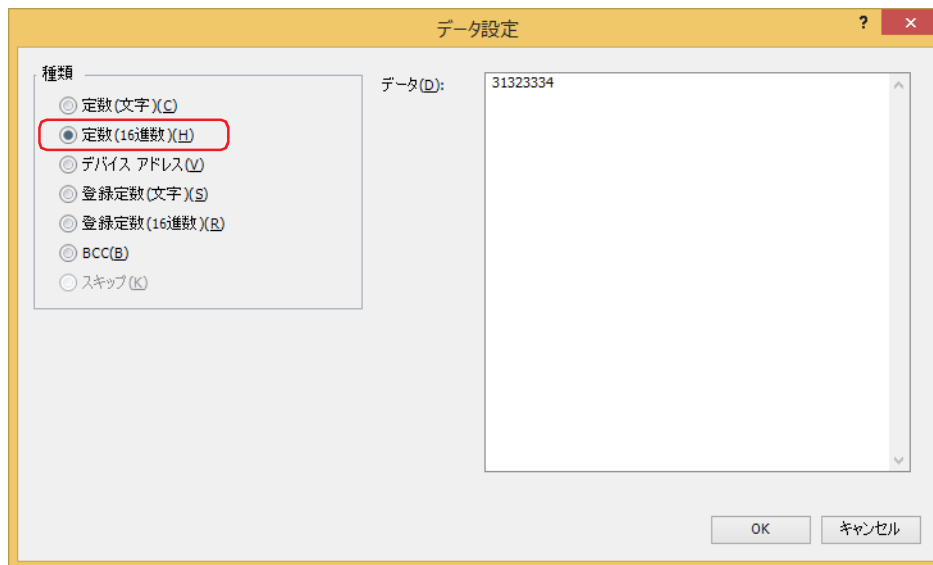 データ設定
?
×
種類
定数(文字)(C)
定数(16進数)(H)
デバイス アドレス(V)
登録定数(文字)(S)
登録定数(16進数)(R)
BCC(B)
スキップ(K)
データ(D):
31323334
OK
キャンセル